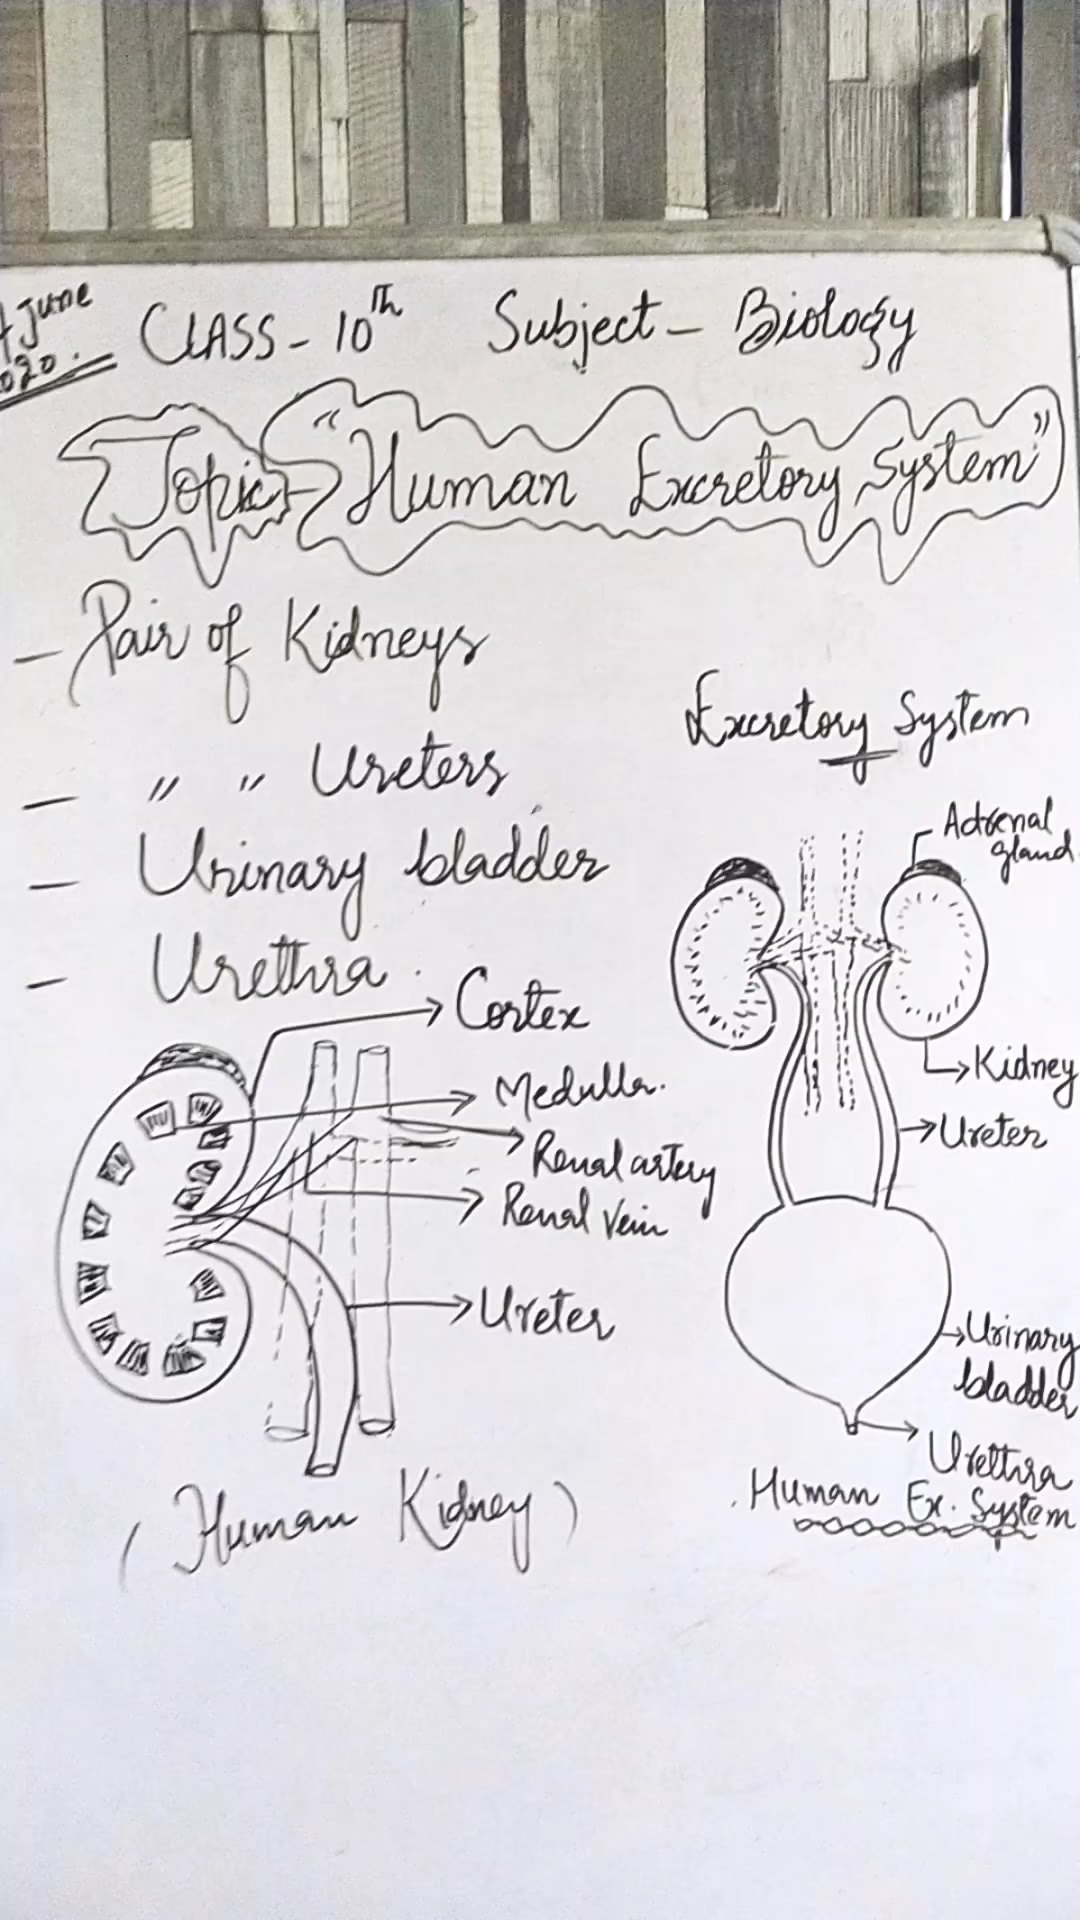 June
2020.
CLASS - 10th Subject - Biology
Topic - "Human Excretory System"
- Pair of Kidneys
- " " Ureters
- Urinary bladder
- Urethra
Excretory System
Adrenal
gland
Kidney
Ureter
Urinary
bladder
Urethra
Human Ex. System
Cortex
Medulla.
Renal artery
Renal vein
Ureter
(Human Kidney)